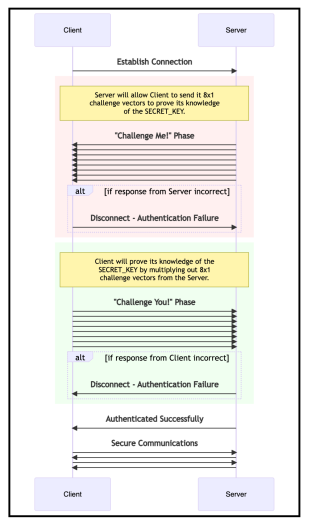 Client Server
Establish Connection
Server will allow Client to send it 8x1
challenge vectors to prove its knowledge
of the SECRET_KEY.
"Challenge Me!" Phase
alt [if response from Server incorrect]
Disconnect - Authentication Failure
Client will prove its knowledge of the
SECRET_KEY by multiplying out 8x1
challenge vectors from the Server.
"Challenge You!" Phase
alt [if response from Client incorrect]
Disconnect - Authentication Failure
Authenticated Successfully
Secure Communications
Client Server